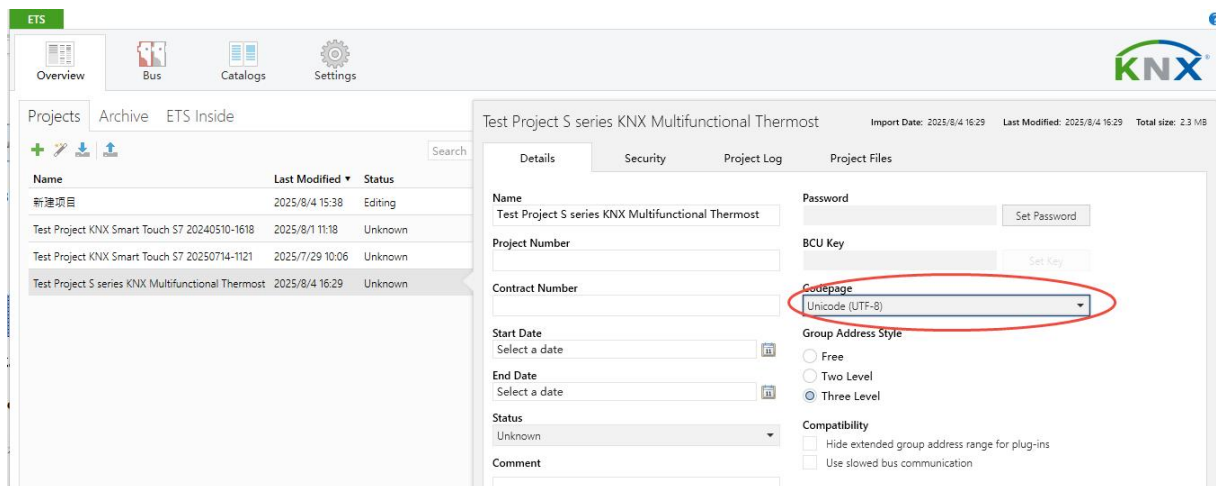 ETS
Overview Bus Catalogs Settings
KNX
Projects Archive ETS Inside
Search
Name Last Modified Status
新建项目 2025/8/4 15:38 Editing
Test Project KNX Smart Touch S7 20240510-1618 2025/8/1 11:18 Unknown
Test Project KNX Smart Touch S7 20250714-1121 2025/7/29 10:06 Unknown
Test Project S series KNX Multifunctional Thermost 2025/8/4 16:29 Unknown
Test Project S series KNX Multifunctional Thermost Import Date: 2025/8/4 16:29 Last Modified: 2025/8/4 16:29 Total size: 2.3 MB
Details Security Project Log Project Files
Name
Test Project S series KNX Multifunctional Thermost
Project Number
Contract Number
Start Date
Select a date
End Date
Select a date
Status
Unknown
Comment
Password
Set Password
BCU Key
Set Key
Codepage
Unicode (UTF-8)
Group Address Style
Free
Two Level
Three Level
Compatibility
Hide extended group address range for plug-ins
Use slowed bus communication